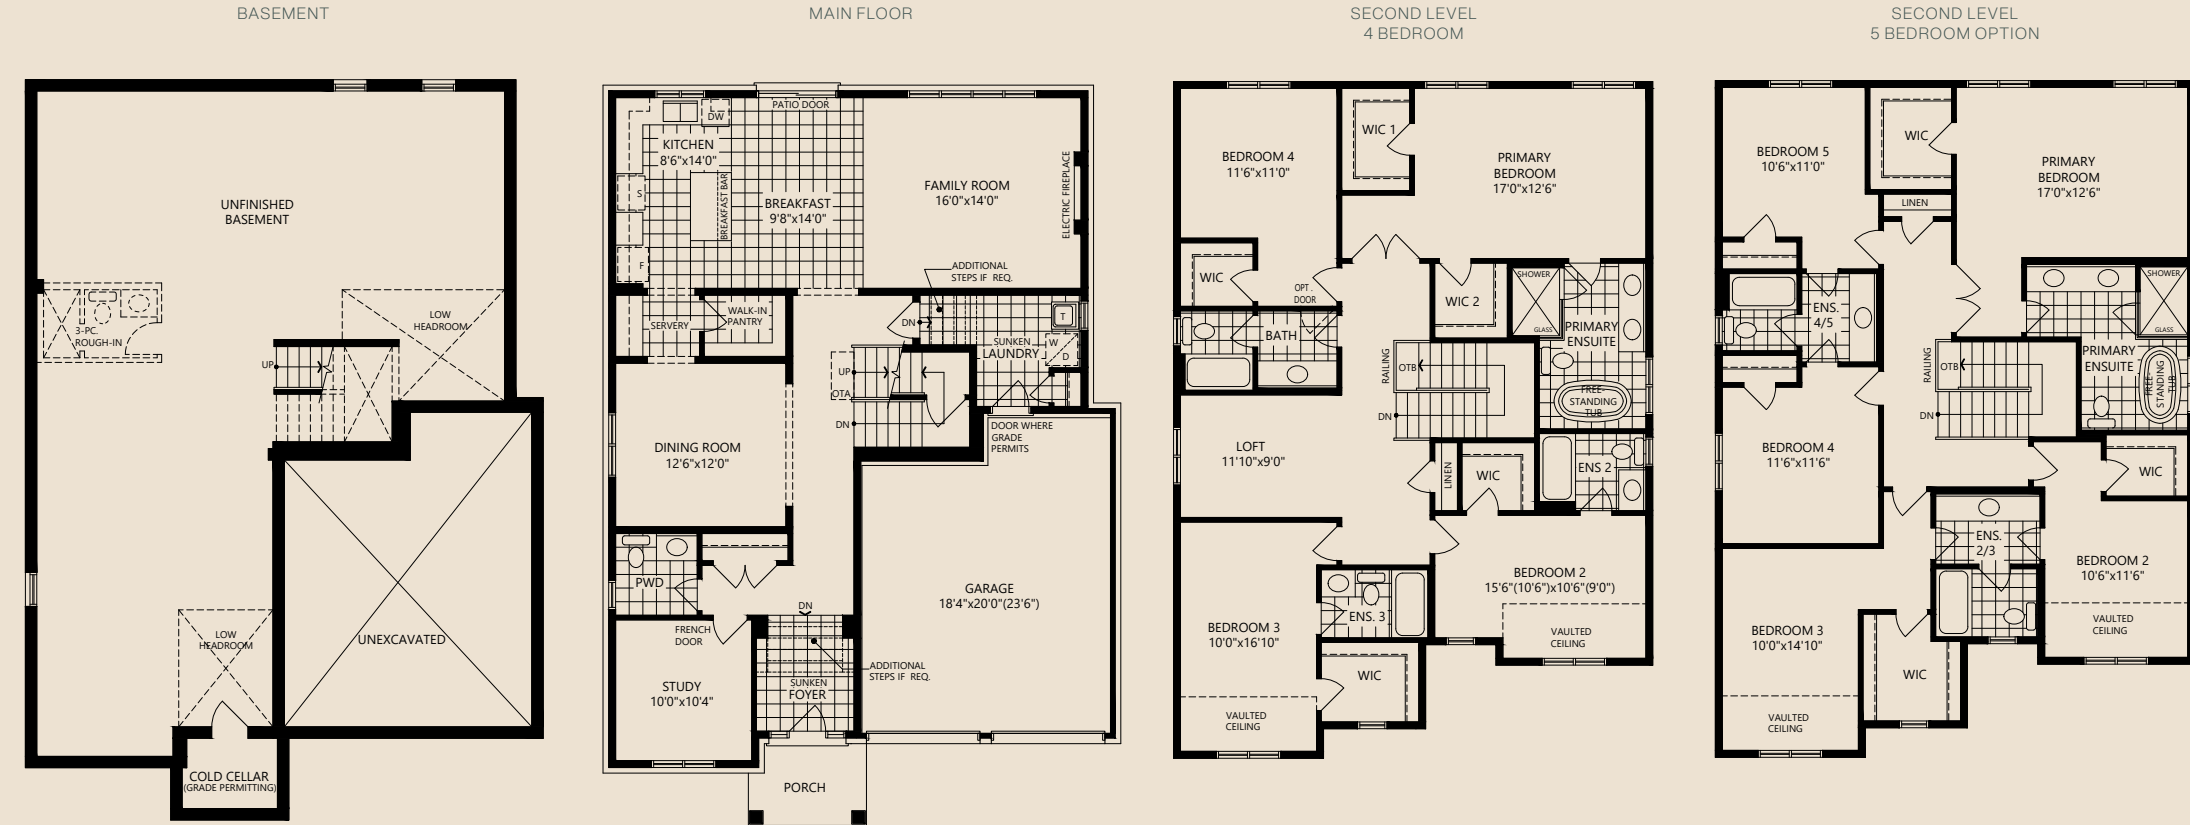 BASEMENT
UNFINISHED
BASEMENT
3-PC.
ROUGH-IN
LOW
HEADROOM
UP
LOW
HEADROOM
UNEXCAVATED
COLD CELLAR
(GRADE PERMITTING)
MAIN FLOOR
PATIO DOOR
DW
KITCHEN
8'6"x14'0"
S
BREAKFAST BAR
BREAKFAST
9'8"x14'0"
F
FAMILY ROOM
16'0"x14'0"
ELECTRIC FIREPLACE
ADDITIONAL
STEPS IF REQ.
SERVERY
WALK-IN
PANTRY
DN
T
SUNKEN
LAUNDRY
W
D
UP
OTA
DN
DOOR WHERE
GRADE
PERMITS
DINING ROOM
12'6"x12'0"
PWD
FRENCH
DOOR
DN
GARAGE
18'4"x20'0"(23'6")
ADDITIONAL
STEPS IF REQ.
STUDY
10'0"x10'4"
SUNKEN
FOYER
PORCH
SECOND LEVEL
4 BEDROOM
BEDROOM 4
11'6"x11'0"
WIC 1
PRIMARY
BEDROOM
17'0"x12'6"
WIC
OPT.
DOOR
WIC 2
SHOWER
GLASS
PRIMARY
ENSUITE
BATH
RAILING
OTB
DN
FREE-
STANDING
TUB
LOFT
11'10"x9'0"
LINEN
WIC
ENS 2
BEDROOM 2
15'6"(10'6")x10'6"(9'0")
VAULTED
CEILING
ENS. 3
BEDROOM 3
10'0"x16'10"
WIC
VAULTED
CEILING
SECOND LEVEL
5 BEDROOM OPTION
BEDROOM 5
10'6"x11'0"
WIC
PRIMARY
BEDROOM
17'0"x12'6"
LINEN
ENS.
4/5
SHOWER
GLASS
PRIMARY
ENSUITE
FREE-
STANDING
TUB
RAILING
OTB
DN
BEDROOM 4
11'6"x11'6"
WIC
ENS.
2/3
BEDROOM 2
10'6"x11'6"
VAULTED
CEILING
BEDROOM 3
10'0"x14'10"
WIC
VAULTED
CEILING